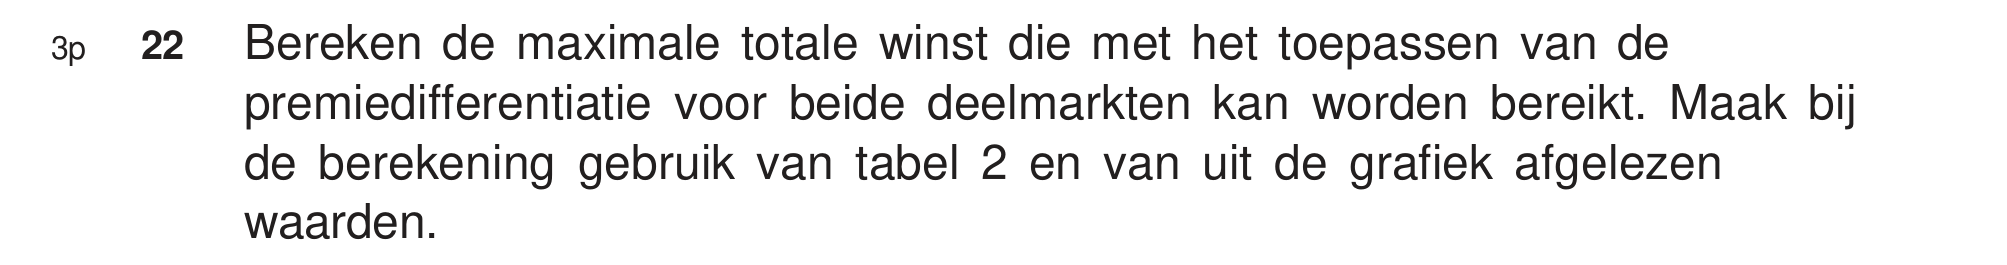 3p 22 Bereken de maximale totale winst die met het toepassen van de
premiedifferentiatie voor beide deelmarkten kan worden bereikt. Maak bij
de berekening gebruik van tabel 2 en van uit de grafiek afgelezen
waarden.